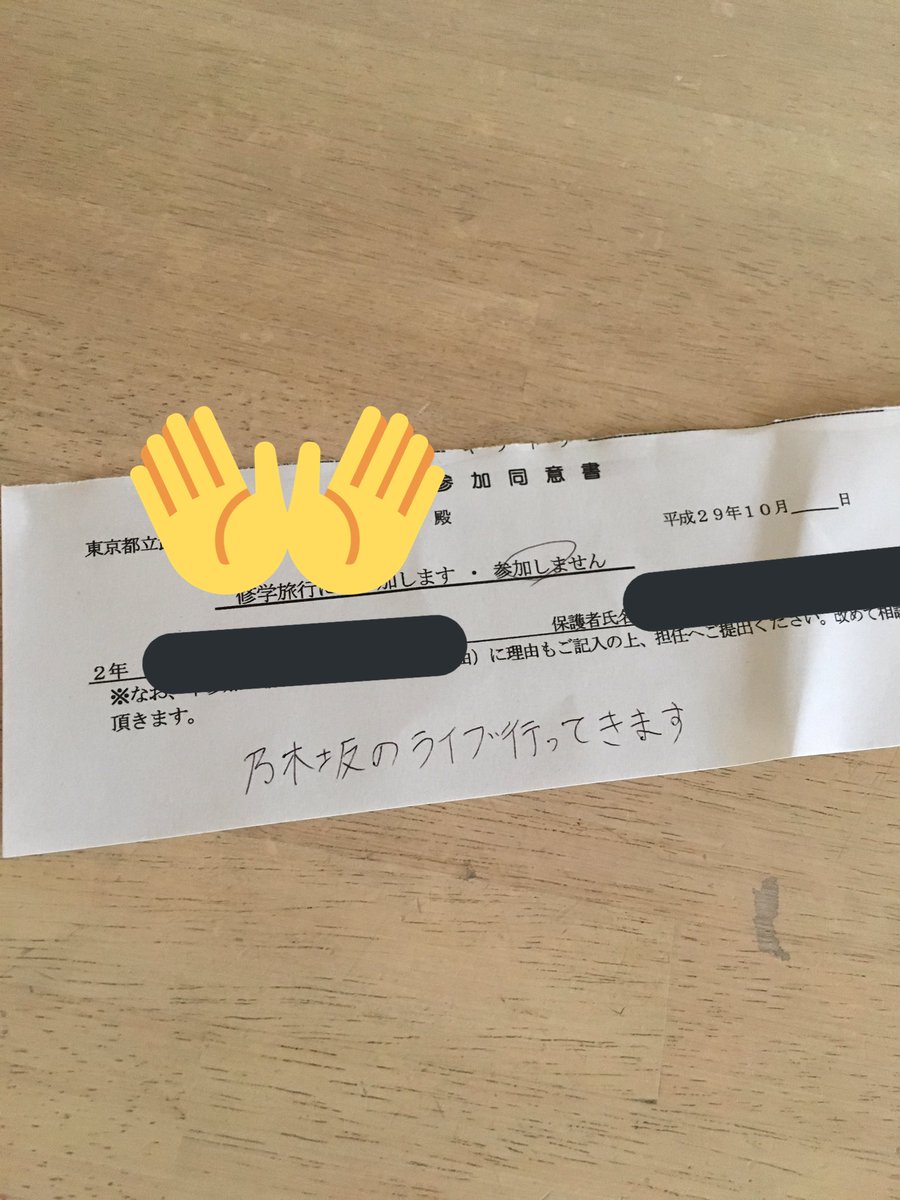 参加同意書
殿
平成29年10月 日
東京都立
修学旅行に 加します ・ 参加しません
保護者氏名
2年
※なお、 に理由もご記入の上、担任へご提出ください。改めて相談
頂きます。
乃木坂のライブ行ってきます